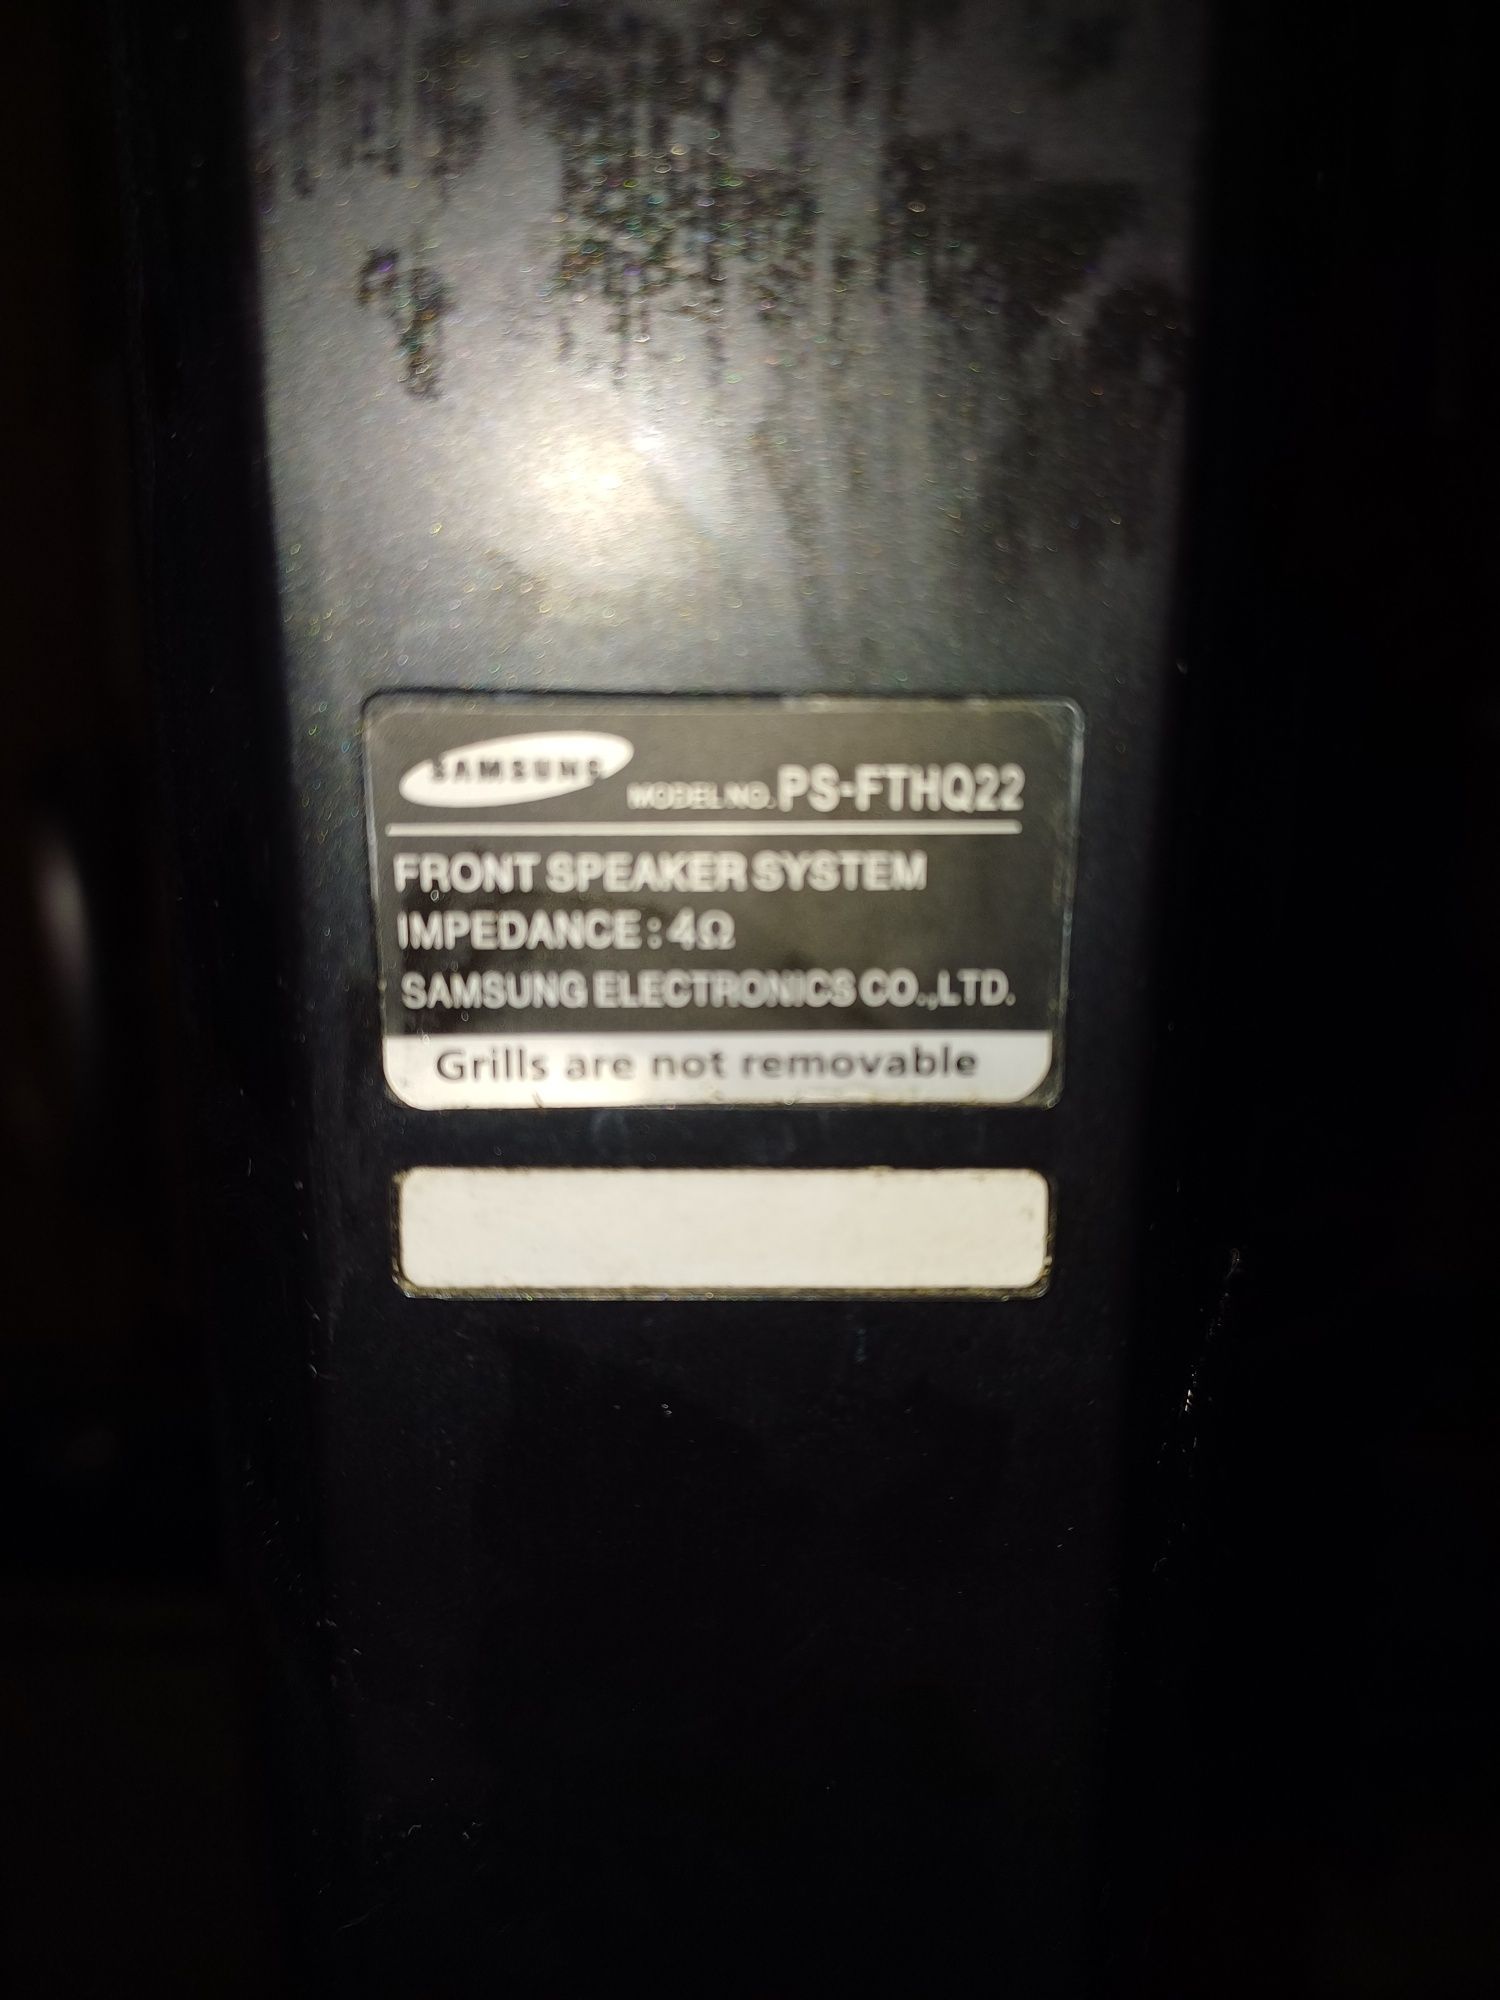 SAMSUNG MODEL NO. PS-FTHQ22
FRONT SPEAKER SYSTEM
IMPEDANCE : 4Ω
SAMSUNG ELECTRONICS CO.,LTD.
Grills are not removable